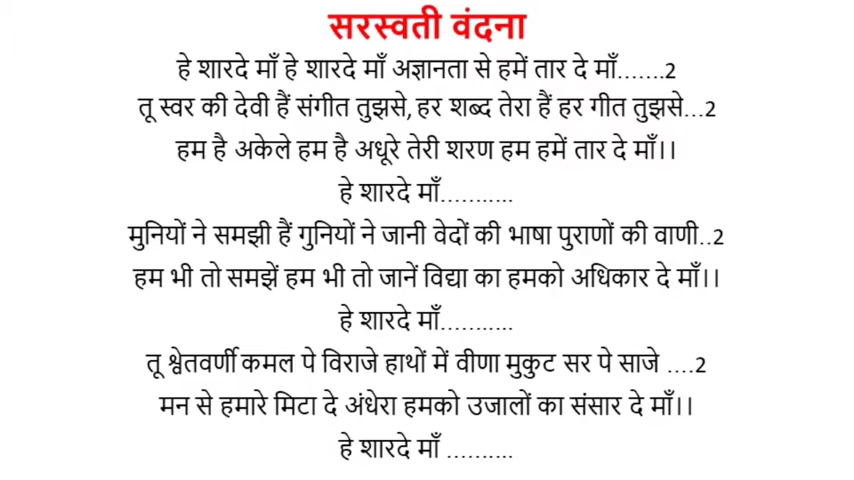 सरस्वती वंदना
हे शारदे माँ हे शारदे माँ अज्ञानता से हमें तार दे माँ.......2
तू स्वर की देवी हैं संगीत तुझसे, हर शब्द तेरा हैं हर गीत तुझसे...2
हम है अकेले हम है अधूरे तेरी शरण हम हमें तार दे माँ।।
हे शारदे माँ...........
मुनियों ने समझी हैं गुनियों ने जानी वेदों की भाषा पुराणों की वाणी..2
हम भी तो समझें हम भी तो जानें विद्या का हमको अधिकार दे माँ।।
हे शारदे माँ...........
तू श्वेतवर्णी कमल पे विराजे हाथों में वीणा मुकुट सर पे साजे ....2
मन से हमारे मिटा दे अंधेरा हमको उजालों का संसार दे माँ।।
हे शारदे माँ ..........